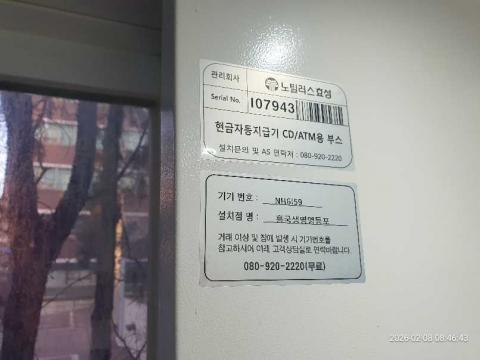 관리회사 노틸러스효성
Serial No. I07943
현금자동지급기 CD/ATM용 부스
설치문의 및 AS 연락처 : 080-920-2220
기기 번호 :
설치점 명 : 흥국생명영등포
거래 이상 및 장애 발생 시 기기번호를
참고하시어 아래 고객상담실로 연락바랍니다.
080-920-2220(무료)
2026-02-08 08:46:43